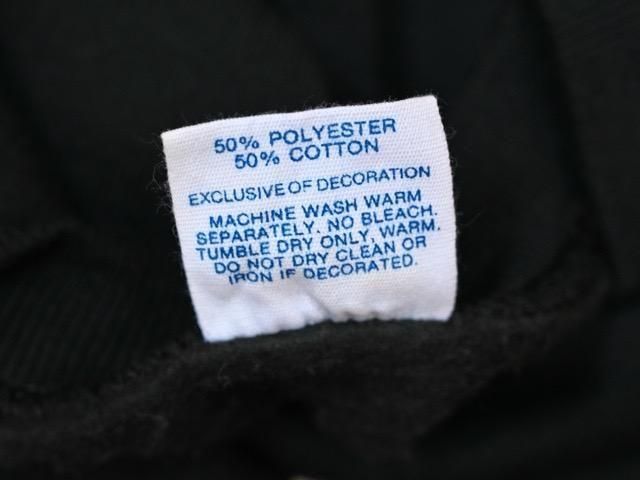 50% POLYESTER
50% COTTON
EXCLUSIVE OF DECORATION
MACHINE WASH WARM
SEPARATELY. NO BLEACH.
TUMBLE DRY ONLY, WARM.
DO NOT DRY CLEAN OR
IRON IF DECORATED.